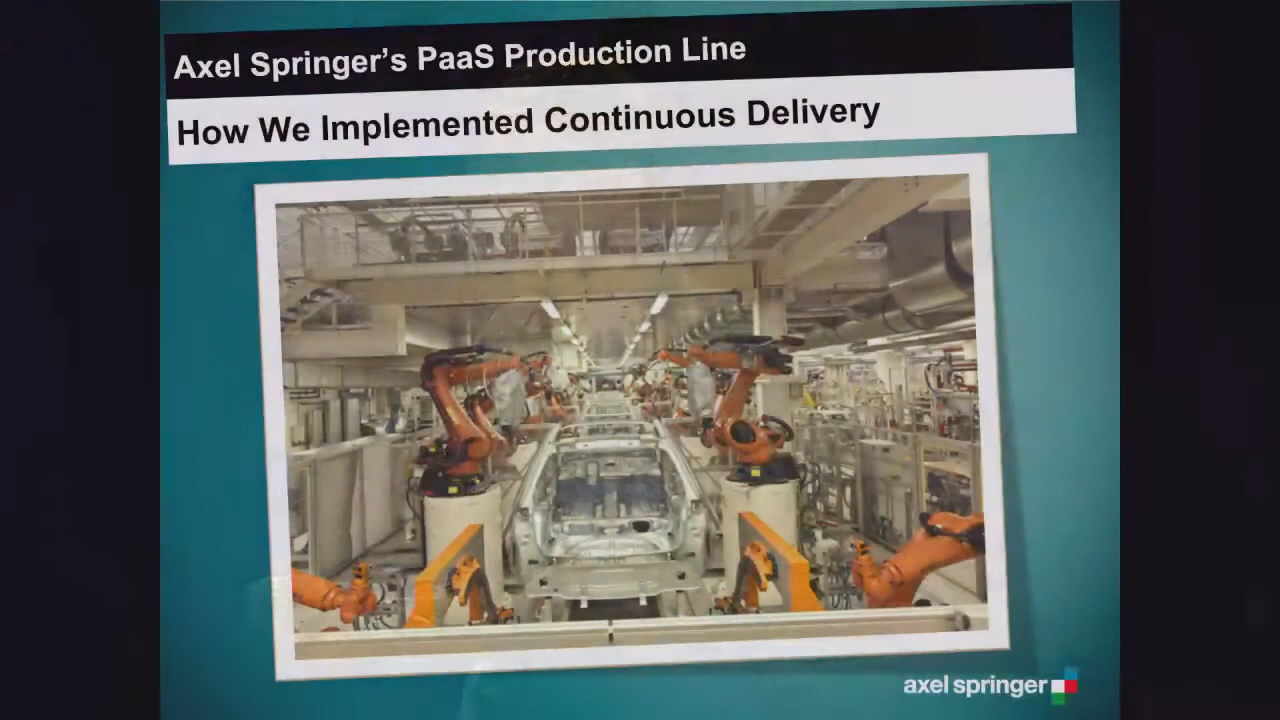 Axel Springer's PaaS Production Line
How We Implemented Continuous Delivery
axel springer